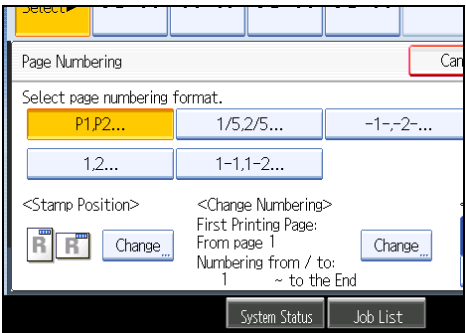 Select
Page Numbering
Can
Select page numbering format.
P1,P2... 1/5,2/5... -1-,-2-...
1,2... 1-1,1-2...
<Stamp Position> <Change Numbering> <
First Printing Page:
R R Change... From page 1 Change...
Numbering from / to:
1 ~ to the End
System Status Job List